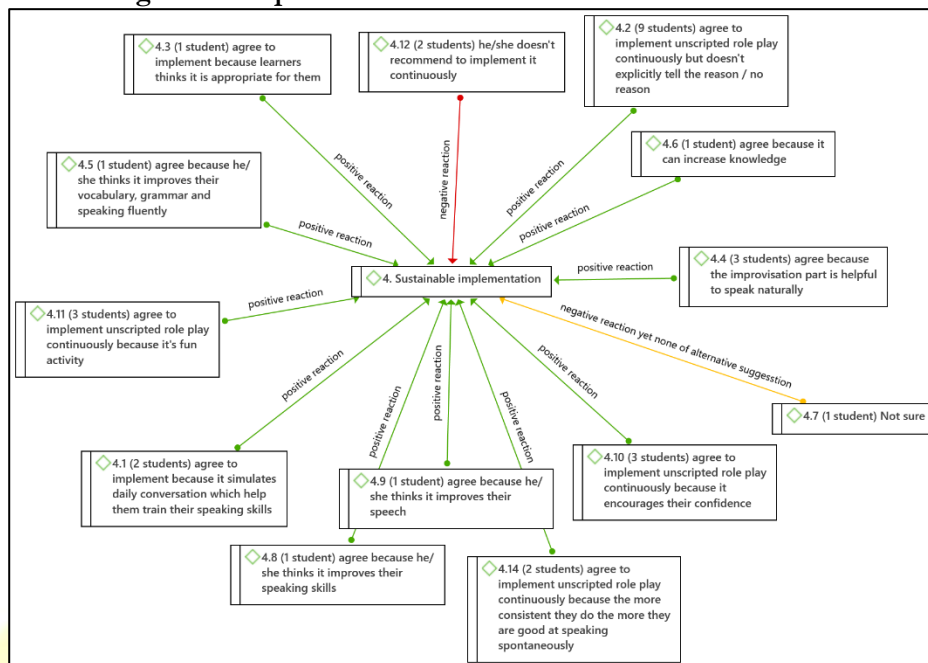 4.3 (1 student) agree to
implement because learners
thinks it is appropriate for them
4.12 (2 students) he/she doesn't
recommend to implement it
continuously
4.2 (9 students) agree to
implement unscripted role play
continuously but doesn't
explicitly tell the reason / no
reason
4.5 (1 student) agree because he/
she thinks it improves their
vocabulary, grammar and
speaking fluently
4.6 (1 student) agree because it
can increase knowledge
positive reaction
negative reaction
positive reaction
positive reaction
positive reaction
4. Sustainable implementation
positive reaction
4.4 (3 students) agree because
the improvisation part is helpful
to speak naturally
4.11 (3 students) agree to
implement unscripted role play
continuously because it's fun
activity
positive reaction
negative reaction yet none of alternative suggesstion
4.7 (1 student) Not sure
positive reaction
positive reaction
positive reaction
positive reaction
positive reaction
4.1 (2 students) agree to
implement because it simulates
daily conversation which help
them train their speaking skills
4.9 (1 student) agree because he/
she thinks it improves their
speech
4.10 (3 students) agree to
implement unscripted role play
continuously because it
encourages their confidence
4.8 (1 student) agree because he/
she thinks it improves their
speaking skills
4.14 (2 students) agree to
implement unscripted role play
continuously because the more
consistent they do the more they
are good at speaking
spontaneously